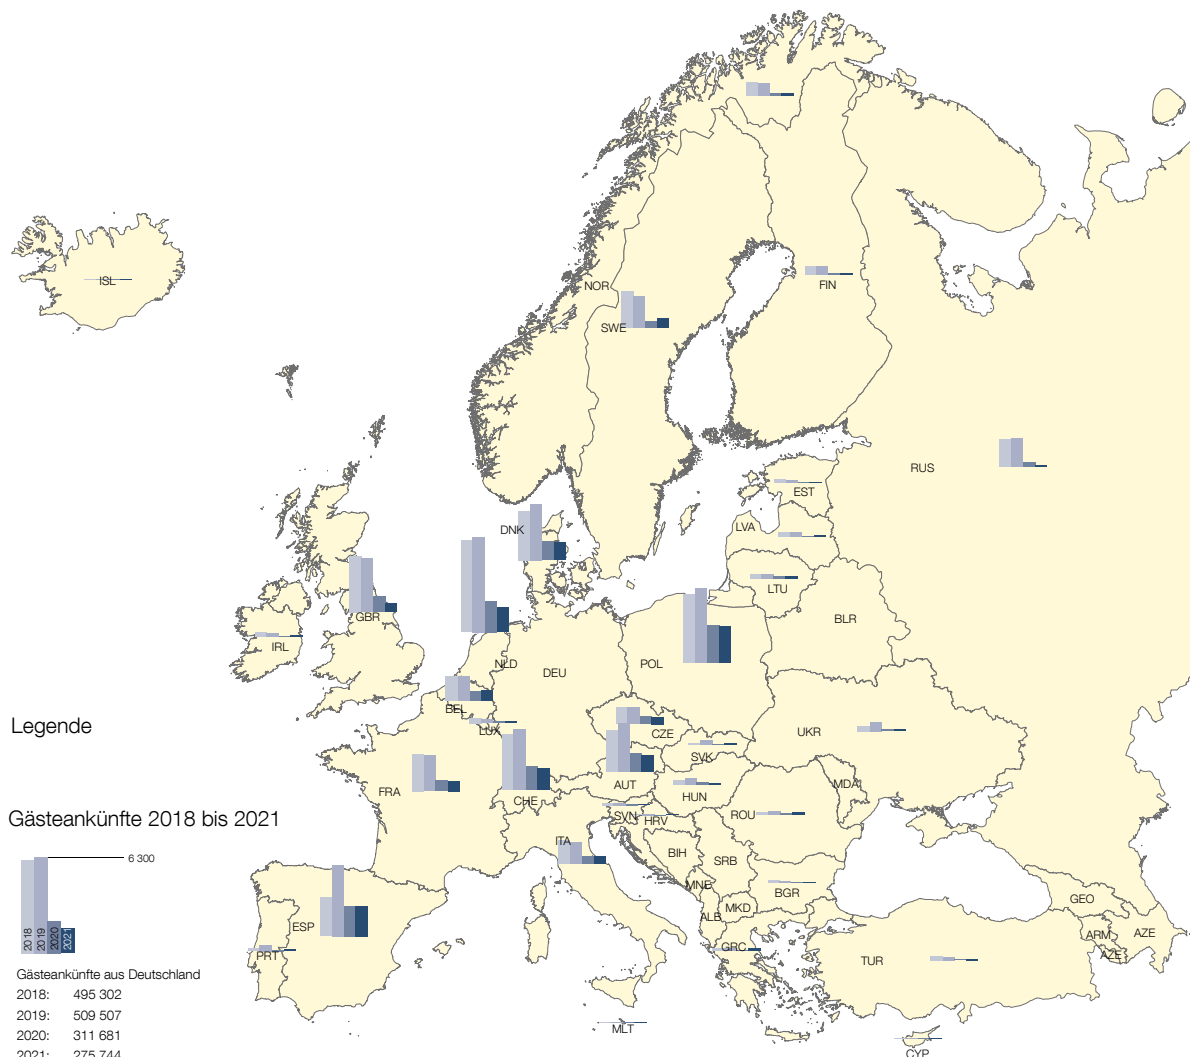 ISL
NOR
SWE
FIN
RUS
EST
LVA
LTU
BLR
DNK
GBR
IRL
NLD
DEU
POL
BEL
LUX
CZE
UKR
SVK
FRA
CHE
AUT
HUN
MDA
SVN
HRV
ROU
ITA
BIH
SRB
MNE
BGR
MKD
ALB
GRC
ESP
PRT
GEO
ARM
AZE
AZE
TUR
MLT
CYP
Legende
Gästeankünfte 2018 bis 2021
6 300
2018
2019
2020
2021
Gästeankünfte aus Deutschland
2018: 495 302
2019: 509 507
2020: 311 681
2021: 275 744